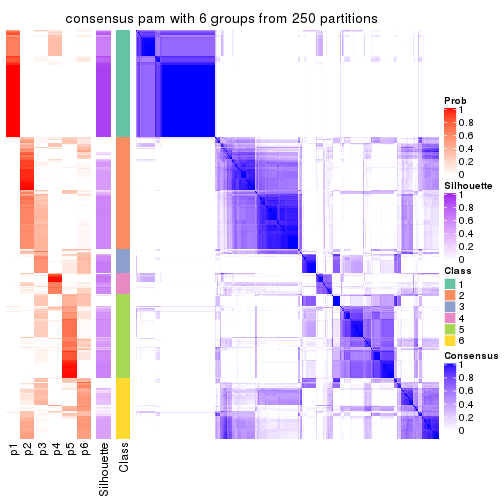 consensus pam with 6 groups from 250 partitions
Prob
1
0.8
0.6
0.4
0.2
0
Silhouette
1
0.8
0.6
0.4
0.2
0
Class
1
2
3
4
5
6
Consensus
1
0.8
0.6
0.4
0.2
0
p1
p2
p3
p4
p5
p6
Silhouette
Class